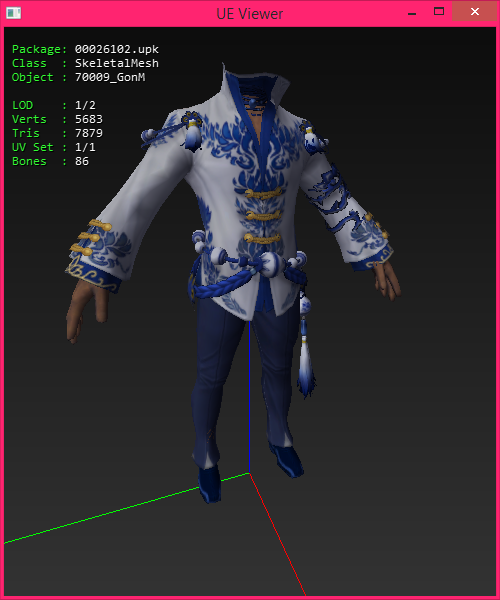 UE Viewer
Package: 00026102.upk
Class  : SkeletalMesh
Object : 70009_GonM
LOD    : 1/2
Verts  : 5683
Tris   : 7879
UV Set : 1/1
Bones  : 86